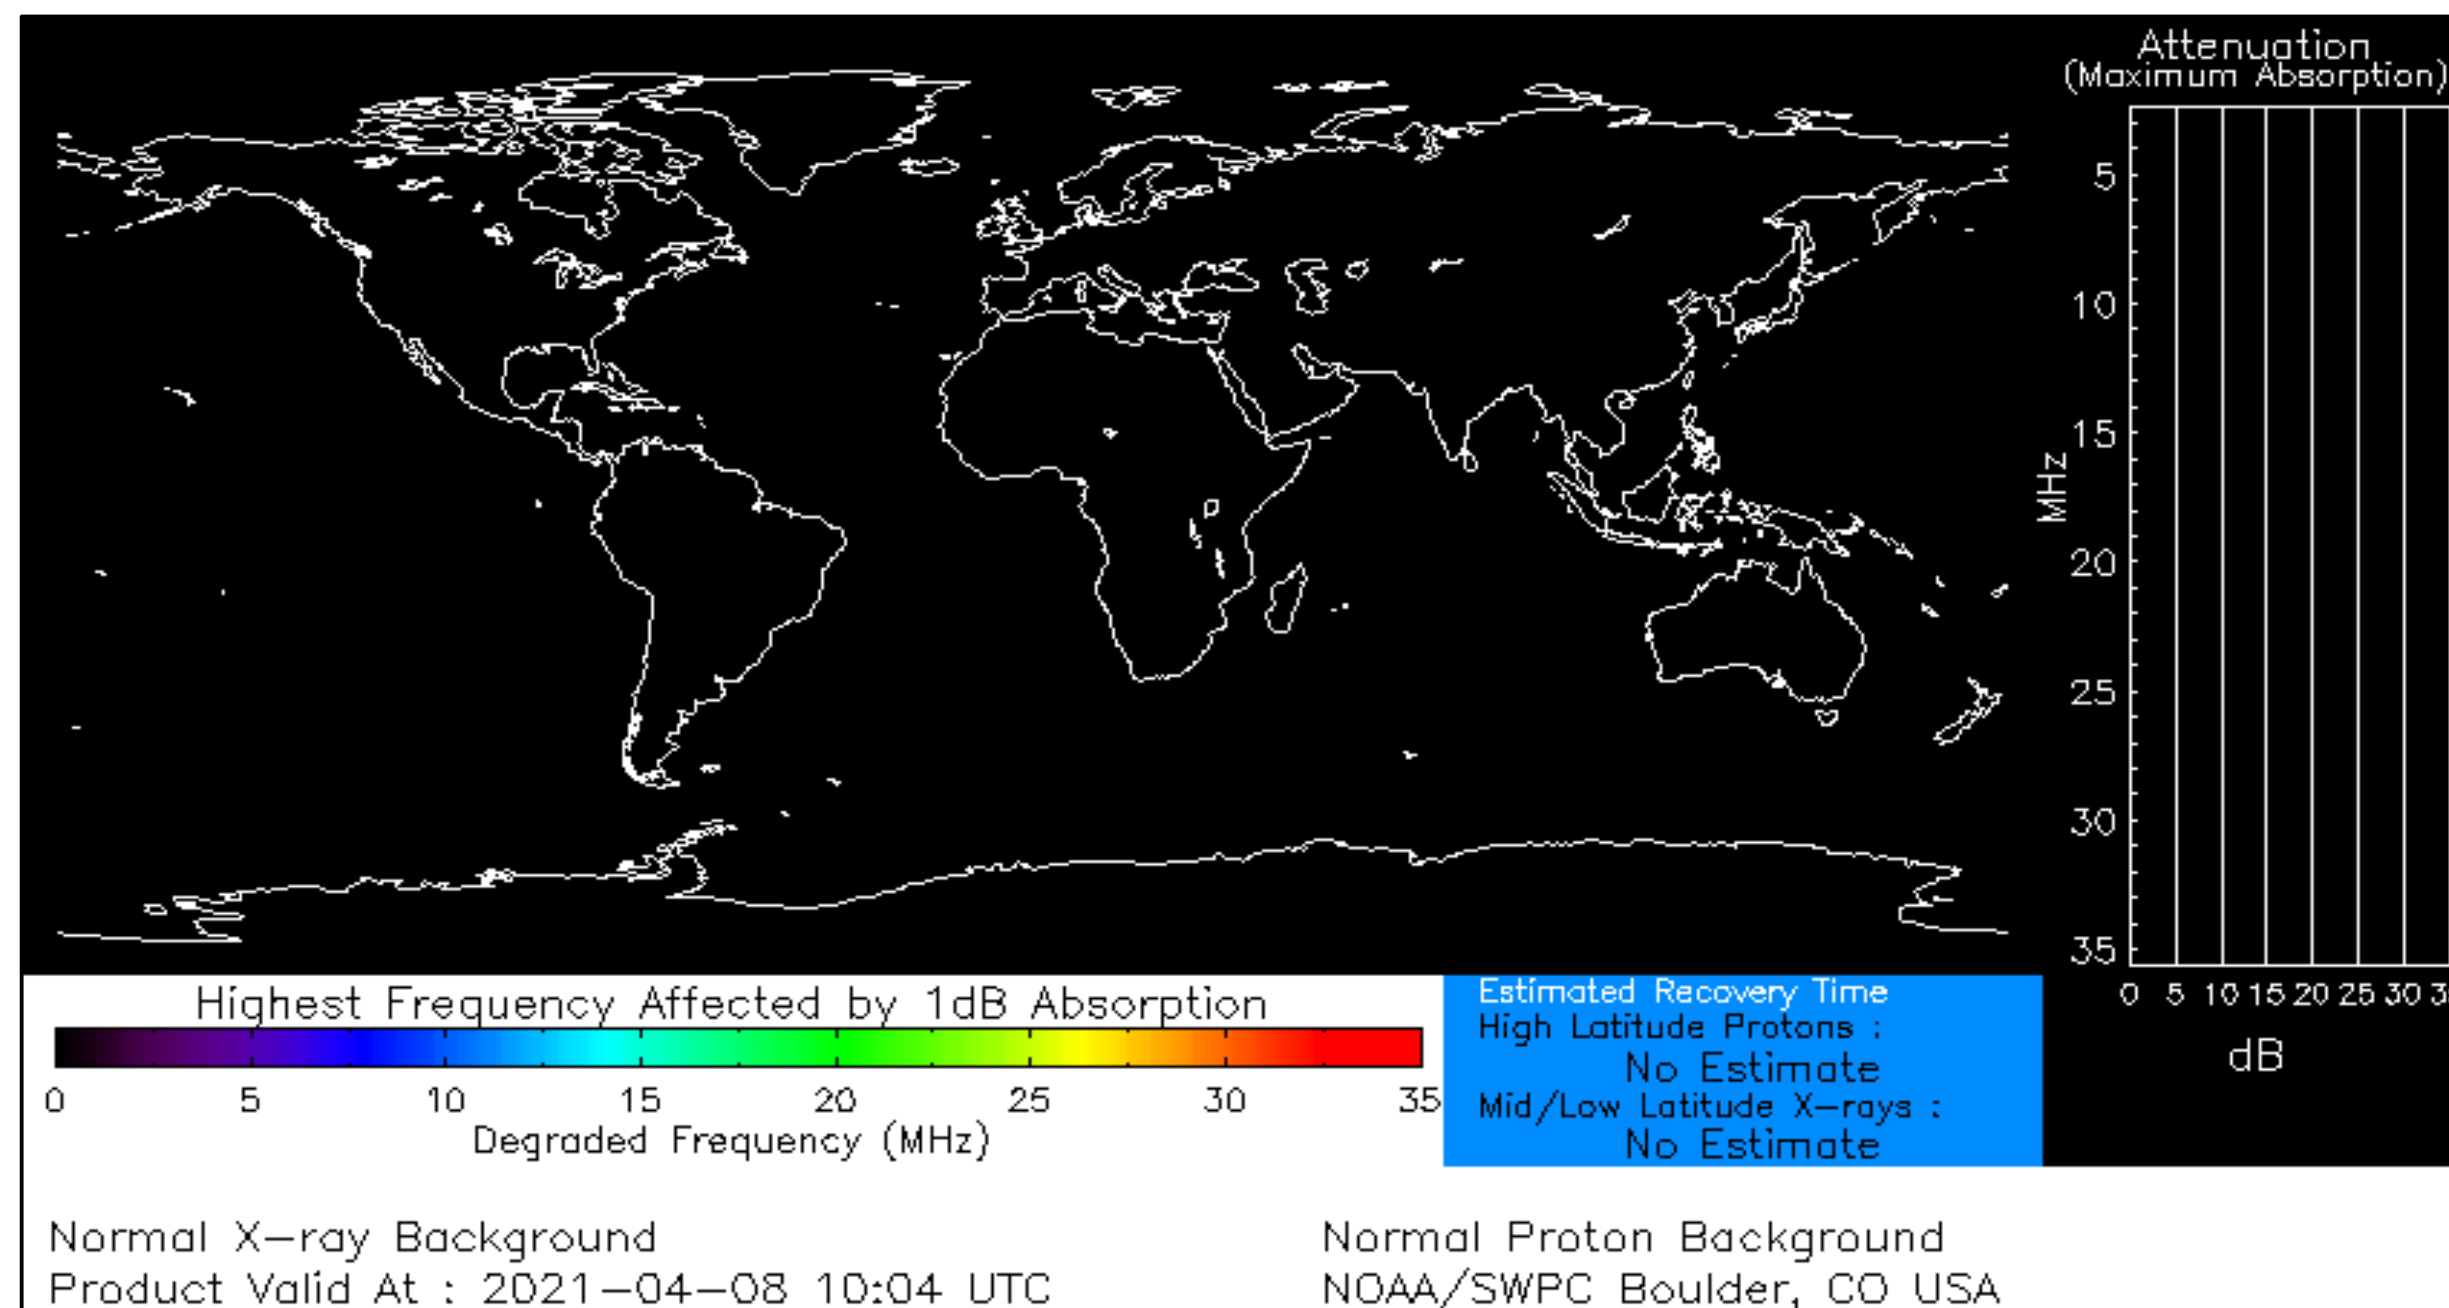 Attenuation
(Maximum Absorption)
5
10
15
20
25
30
35
MHz
0 5 10 15 20 25 30
dB
Highest Frequency Affected by 1dB Absorption
0 5 10 15 20 25 30 35
Degraded Frequency (MHz)
Estimated Recovery Time
High Latitude Protons :
No Estimate
Mid/Low Latitude X-rays :
No Estimate
Normal X-ray Background
Normal Proton Background
Product Valid At : 2021-04-08 10:04 UTC
NOAA/SWPC Boulder, CO USA